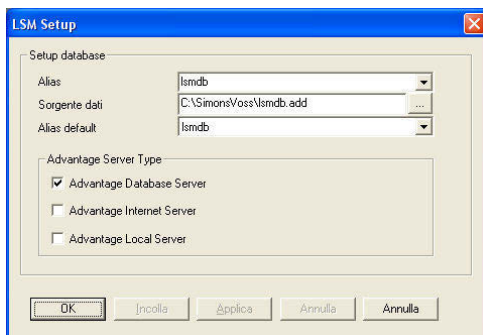 LSM Setup
Setup database
Alias lsmdb
Sorgente dati C:\SimonsVoss\lsmdb.add ...
Alias default lsmdb
Advantage Server Type
Advantage Database Server
Advantage Internet Server
Advantage Local Server
OK Incolla Applica Annulla Annulla